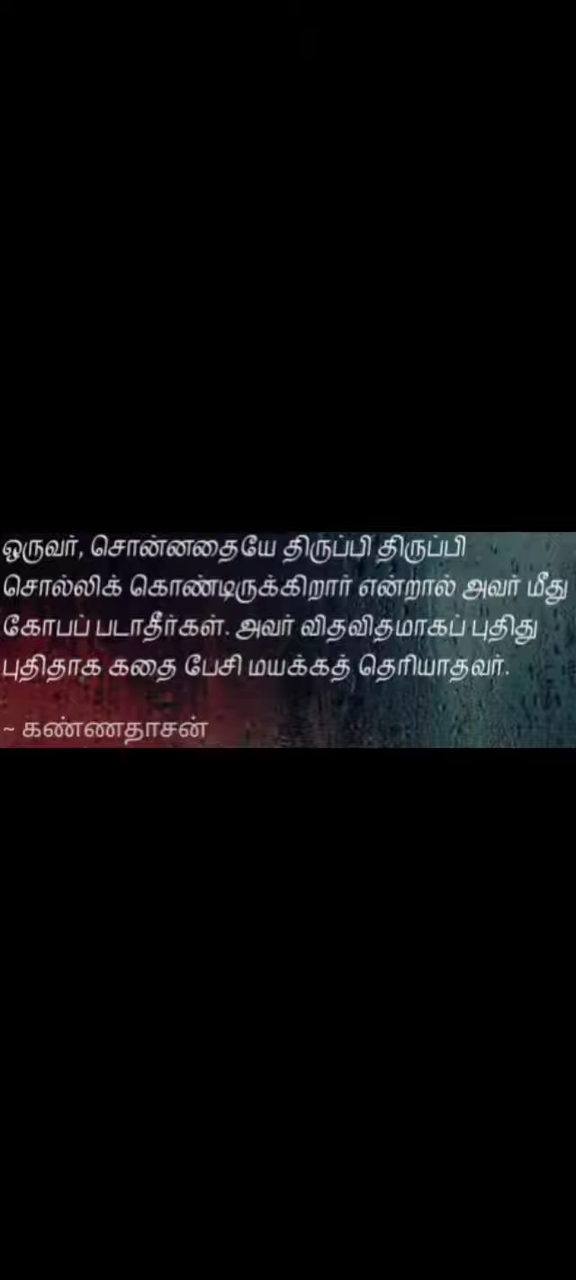 ஒருவர், சொன்னதையே திருப்பி திருப்பி
சொல்லிக் கொண்டிருக்கிறார் என்றால் அவர் மீது
கோபப் படாதீர்கள். அவர் விதவிதமாகப் புதிது
புதிதாக கதை பேசி மயக்கத் தெரியாதவர்.
~ கண்ணதாசன்